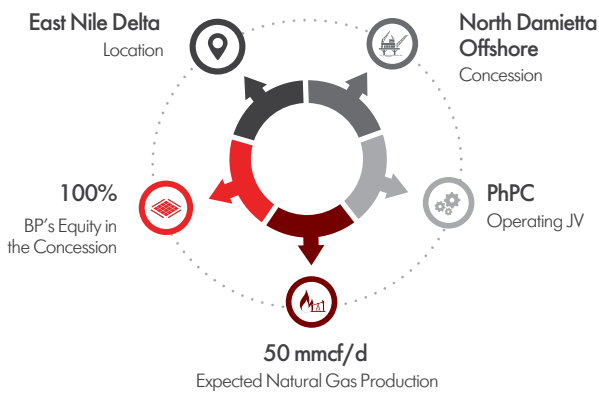 East Nile Delta
Location
North Damietta
Offshore
Concession
100%
BP's Equity in
the Concession
PhPC
Operating JV
50 mmcf/d
Expected Natural Gas Production